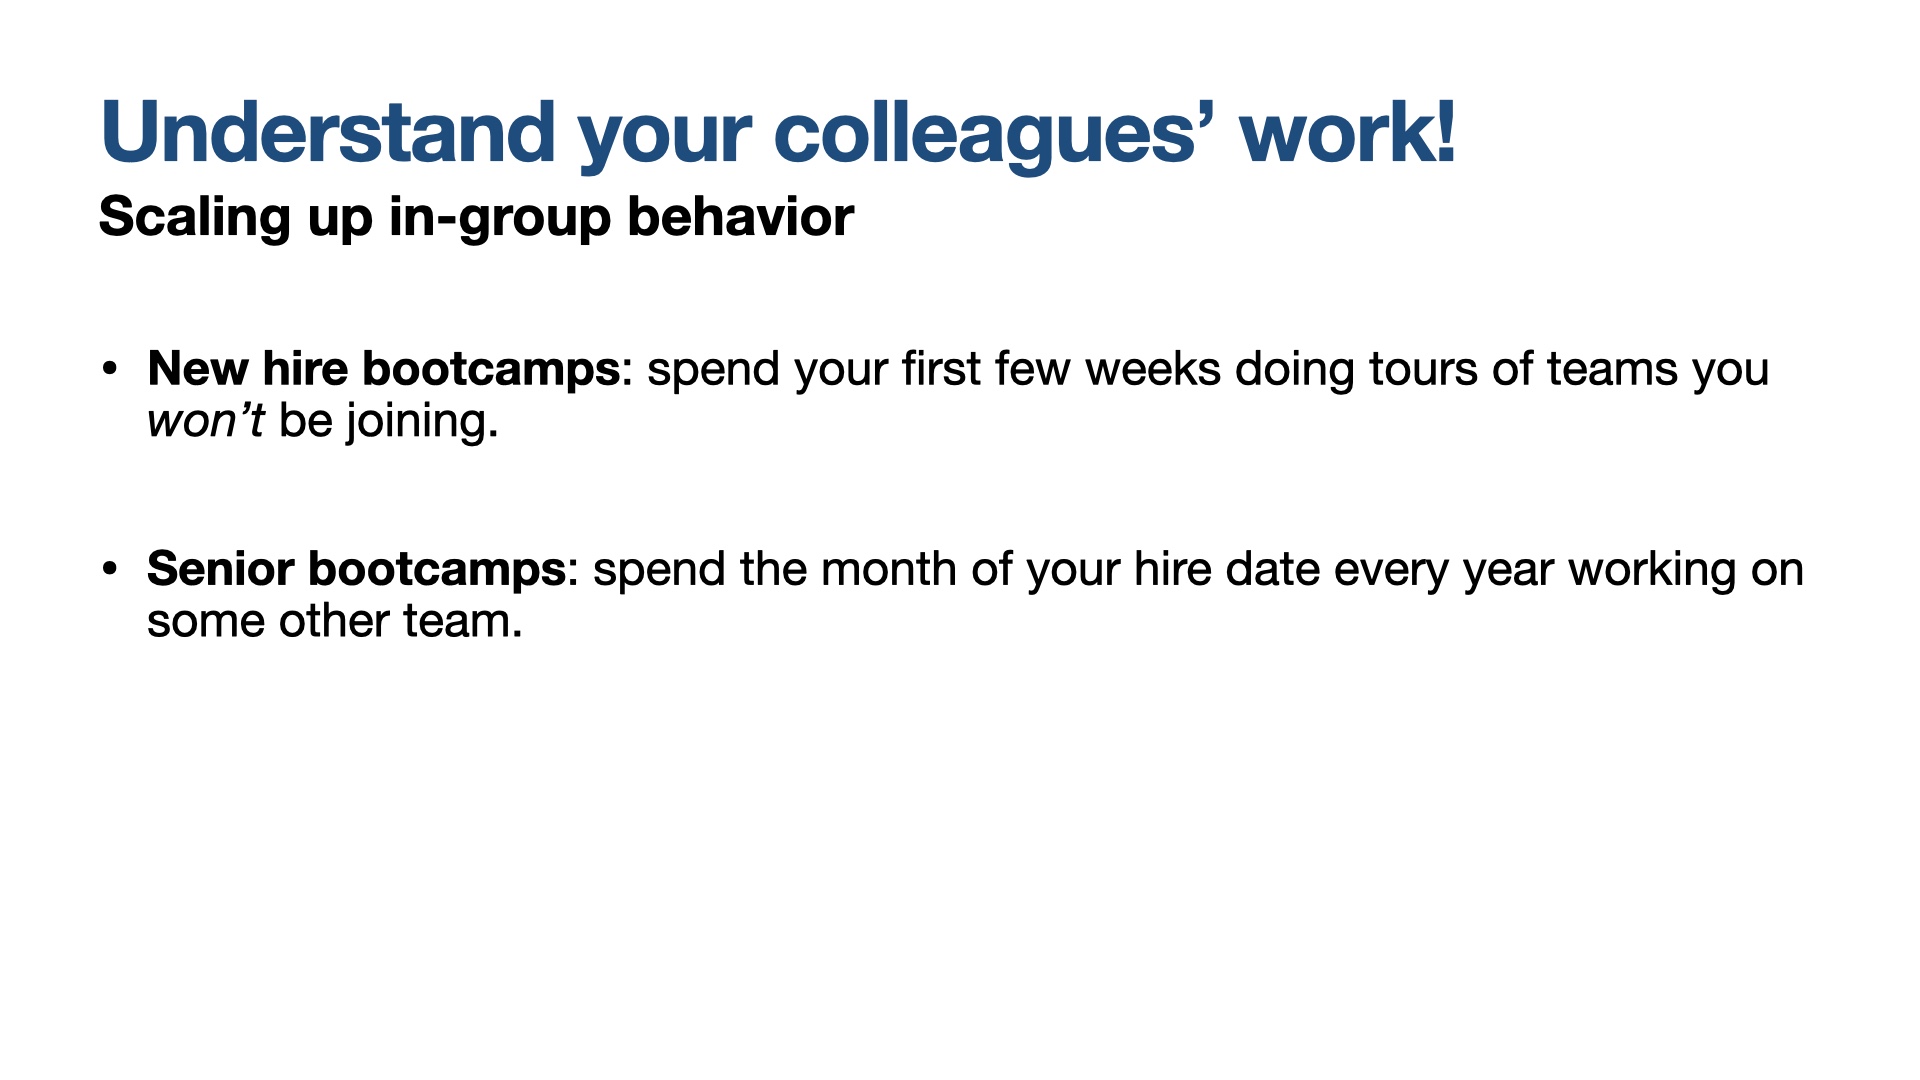 Understand your colleagues’ work!
Scaling up in-group behavior
• New hire bootcamps: spend your first few weeks doing tours of teams you
won’t be joining.
• Senior bootcamps: spend the month of your hire date every year working on
some other team.